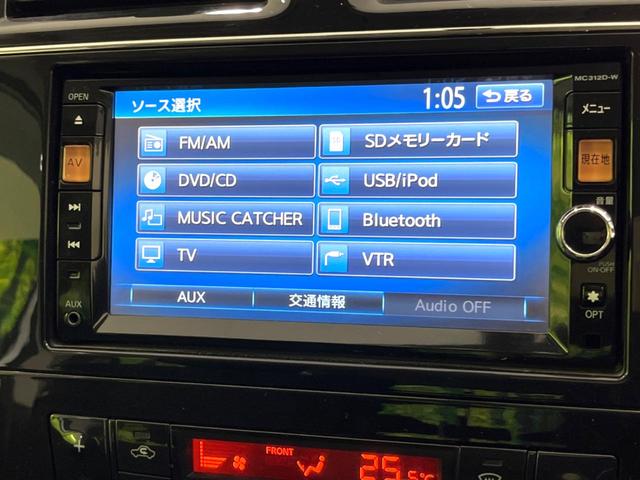 MC312D-W
OPEN
ソース選択 1:05 戻る
メニュー
AV
FM/AM SDメモリーカード
現在地
DVD/CD USB/iPod
音量
MUSIC CATCHER Bluetooth
TV VTR
PUSH
ON·OFF
AUX
AUX 交通情報 Audio OFF
OPT
FRONT
25.5°C